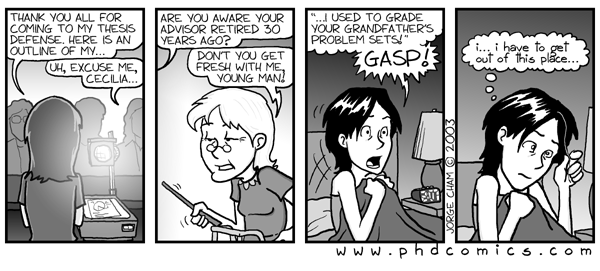 THANK YOU ALL FOR
COMING TO MY THESIS
DEFENSE. HERE IS AN
OUTLINE OF MY...
UH, EXCUSE ME,
CECILIA...
ARE YOU AWARE YOUR
ADVISOR RETIRED 30
YEARS AGO?
DON'T YOU GET
FRESH WITH ME,
YOUNG MAN!
"...I USED TO GRADE
YOUR GRANDFATHER'S
PROBLEM SETS!"
GASP!
JORGE CHAM © 2003
i... i have to get
out of this place...
www.phdcomics.com